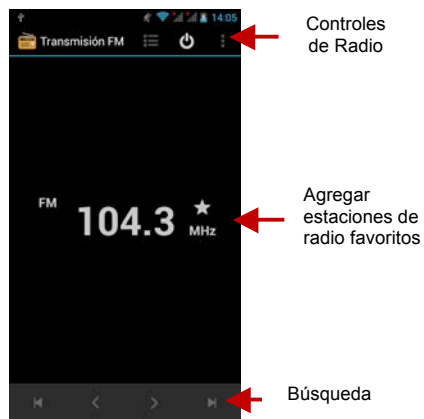 14:05
Transmisión FM
Controles
de Radio
FM
104.3
MHz
Agregar
estaciones de
radio favoritos
Búsqueda